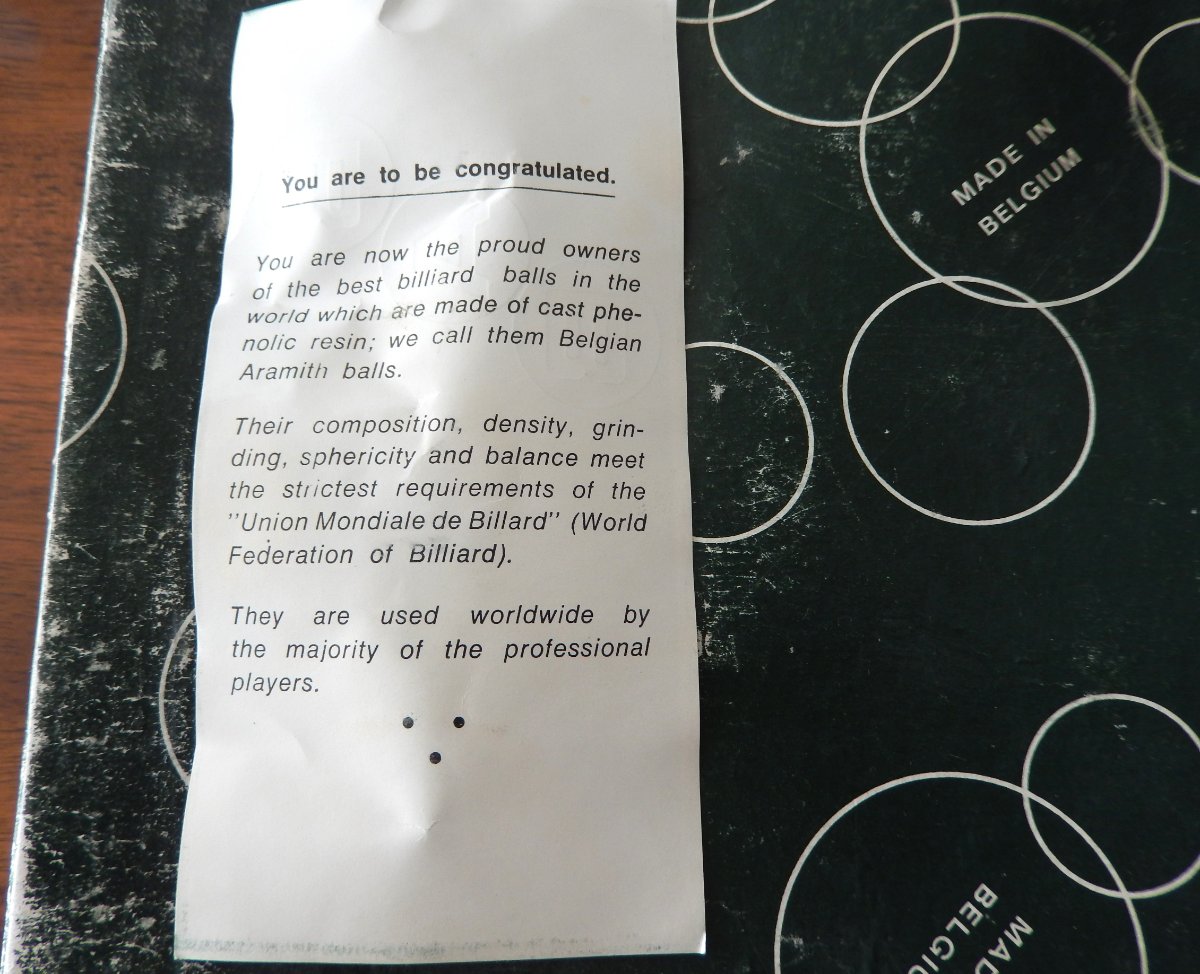 You are to be congratulated.
You are now the proud owners
of the best billiard balls in the
world which are made of cast phe-
nolic resin; we call them Belgian
Aramith balls.
Their composition, density, grin-
ding, sphericity and balance meet
the strictest requirements of the
"Union Mondiale de Billard" (World
Federation of Billiard).
They are used worldwide by
the majority of the professional
players.
MADE IN
BELGIUM
MAD
BELGIU